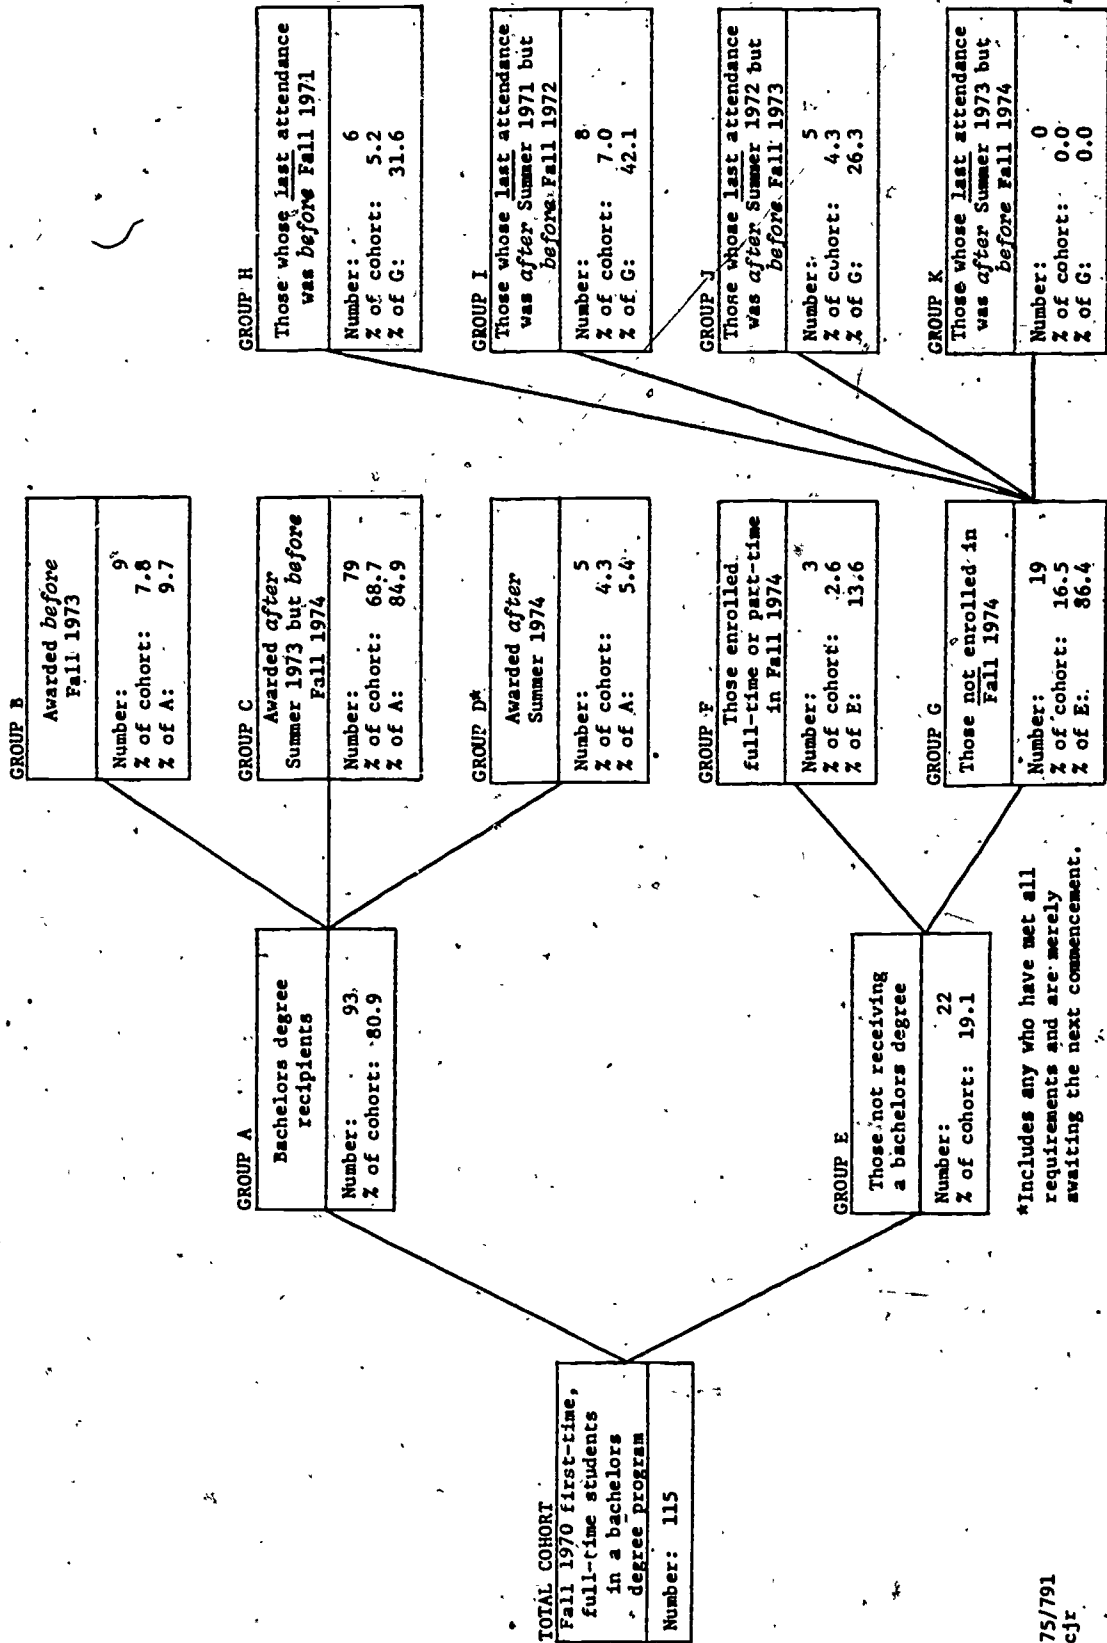 TOTAL COHORT
Fall 1970 first-time,
full-time students
in a bachelors
degree program
Number: 115
GROUP A
Bachelors degree
recipients
Number: 93
% of cohort: 80.9
GROUP E
Those not receiving
a bachelors degree
Number: 22
% of cohort: 19.1
GROUP B
Awarded before
Fall 1973
Number: 9
% of cohort: 7.8
% of A: 9.7
GROUP C
Awarded after
Summer 1973 but before
Fall 1974
Number: 79
% of cohort: 68.7
% of A: 84.9
GROUP D*
Awarded after
Summer 1974
Number: 5
% of cohort: 4.3
% of A: 5.4
GROUP F
Those enrolled
full-time or part-time
in Fall 1974
Number: 3
% of cohort: 2.6
% of E: 13.6
GROUP G
Those not enrolled in
Fall 1974
Number: 19
% of cohort: 16.5
% of E: 86.4
GROUP H
Those whose last attendance
was before Fall 1971
Number: 6
% of cohort: 5.2
% of G: 31.6
GROUP I
Those whose last attendance
was after Summer 1971 but
before Fall 1972
Number: 8
% of cohort: 7.0
% of G: 42.1
GROUP J
Those whose last attendance
was after Summer 1972 but
before Fall 1973
Number: 5
% of cohort: 4.3
% of G: 26.3
GROUP K
Those whose last attendance
was after Summer 1973 but
before Fall 1974
Number: 0
% of cohort: 0.0
% of G: 0.0
*Includes any who have met all
requirements and are merely
awaiting the next commencement.
75/791
cjr